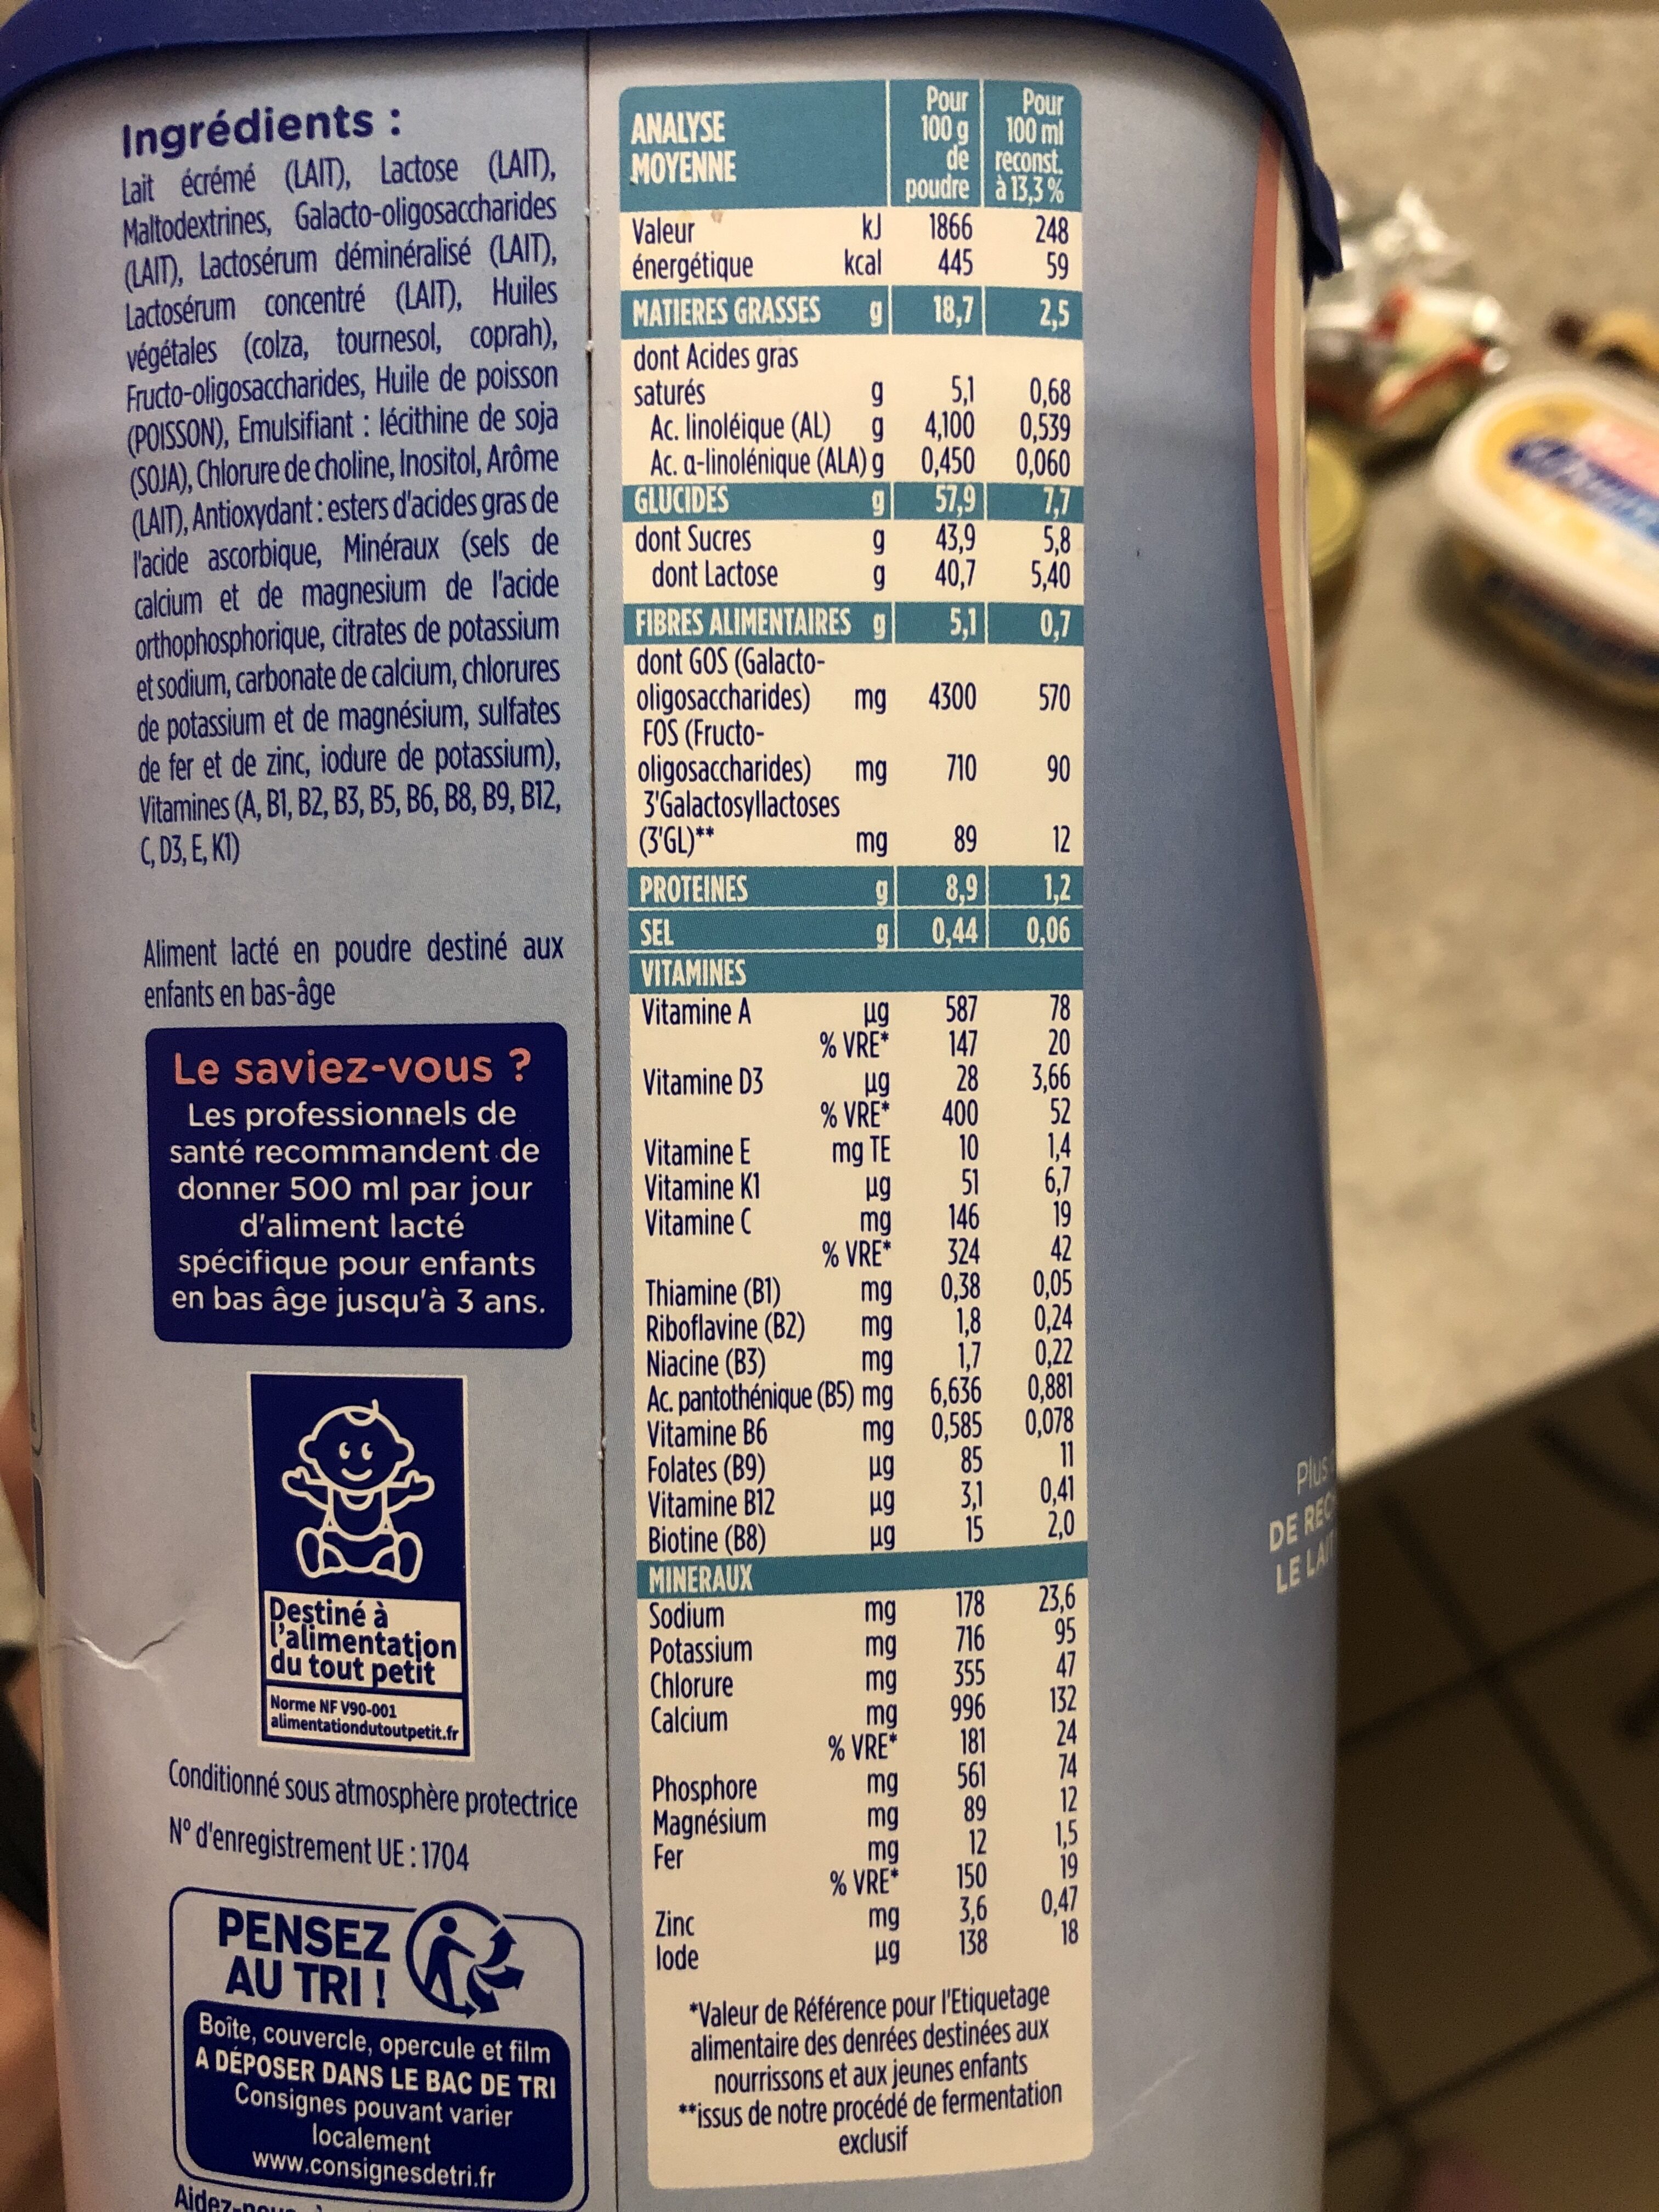 Ingrédients :
Lait écrémé (LAIT), Lactose (LAIT),
Maltodextrines, Galacto-oligosaccharides
(LAIT), Lactosérum déminéralisé (LAIT),
Lactosérum concentré (LAIT), Huiles
végétales (colza, tournesol, coprah),
Fructo-oligosaccharides, Huile de poisson
(POISSON), Emulsifiant : lécithine de soja
(SOJA), Chlorure de choline, Inositol, Arôme
(LAIT), Antioxydant : esters d'acides gras de
l'acide ascorbique, Minéraux (sels de
calcium et de magnesium de l'acide
orthophosphorique, citrates de potassium
et sodium, carbonate de calcium, chlorures
de potassium et de magnésium, sulfates
de fer et de zinc, iodure de potassium),
Vitamines (A, B1, B2, B3, B5, B6, B8, B9, B12,
C, D3, E, K1)
Aliment lacté en poudre destiné aux
enfants en bas-âge
Le saviez-vous ?
Les professionnels de
santé recommandent de
donner 500 ml par jour
d'aliment lacté
spécifique pour enfants
en bas âge jusqu'à 3 ans.
Destiné à
l'alimentation
du tout petit
Norme NF V90-001
alimentationdutoutpetit.fr
Conditionné sous atmosphère protectrice
N° d'enregistrement UE : 1704
PENSEZ
AU TRI !
Boîte, couvercle, opercule et film
A DÉPOSER DANS LE BAC DE TRI
Consignes pouvant varier
localement
www.consignesdetri.fr
ANALYSE MOYENNE Pour 100 g de poudre Pour 100 ml reconst. à 13,3 %
Valeur kJ 1866 248
énergétique kcal 445 59
MATIERES GRASSES g 18,7 2,5
dont Acides gras
saturés g 5,1 0,68
Ac. linoléique (AL) g 4,100 0,539
Ac. α-linolénique (ALA) g 0,450 0,060
GLUCIDES g 57,9 7,7
dont Sucres g 43,9 5,8
dont Lactose g 40,7 5,40
FIBRES ALIMENTAIRES g 5,1 0,7
dont GOS (Galacto-
oligosaccharides) mg 4300 570
FOS (Fructo-
oligosaccharides) mg 710 90
3'Galactosyllactoses
(3'GL)** mg 89 12
PROTEINES g 8,9 1,2
SEL g 0,44 0,06
VITAMINES
Vitamine A µg 587 78
% VRE* 147 20
Vitamine D3 µg 28 3,66
% VRE* 400 52
Vitamine E mg TE 10 1,4
Vitamine K1 µg 51 6,7
Vitamine C mg 146 19
% VRE* 324 42
Thiamine (B1) mg 0,38 0,05
Riboflavine (B2) mg 1,8 0,24
Niacine (B3) mg 1,7 0,22
Ac. pantothénique (B5) mg 6,636 0,881
Vitamine B6 mg 0,585 0,078
Folates (B9) µg 85 11
Vitamine B12 µg 3,1 0,41
Biotine (B8) µg 15 2,0
MINERAUX
Sodium mg 178 23,6
Potassium mg 716 95
Chlorure mg 355 47
Calcium mg 996 132
% VRE* 181 24
Phosphore mg 561 74
Magnésium mg 89 12
Fer mg 12 1,5
% VRE* 150 19
Zinc mg 3,6 0,47
Iode µg 138 18
*Valeur de Référence pour l'Etiquetage
alimentaire des denrées destinées aux
nourrissons et aux jeunes enfants
**issus de notre procédé de fermentation
exclusif
Plus
DE
LE LAIT